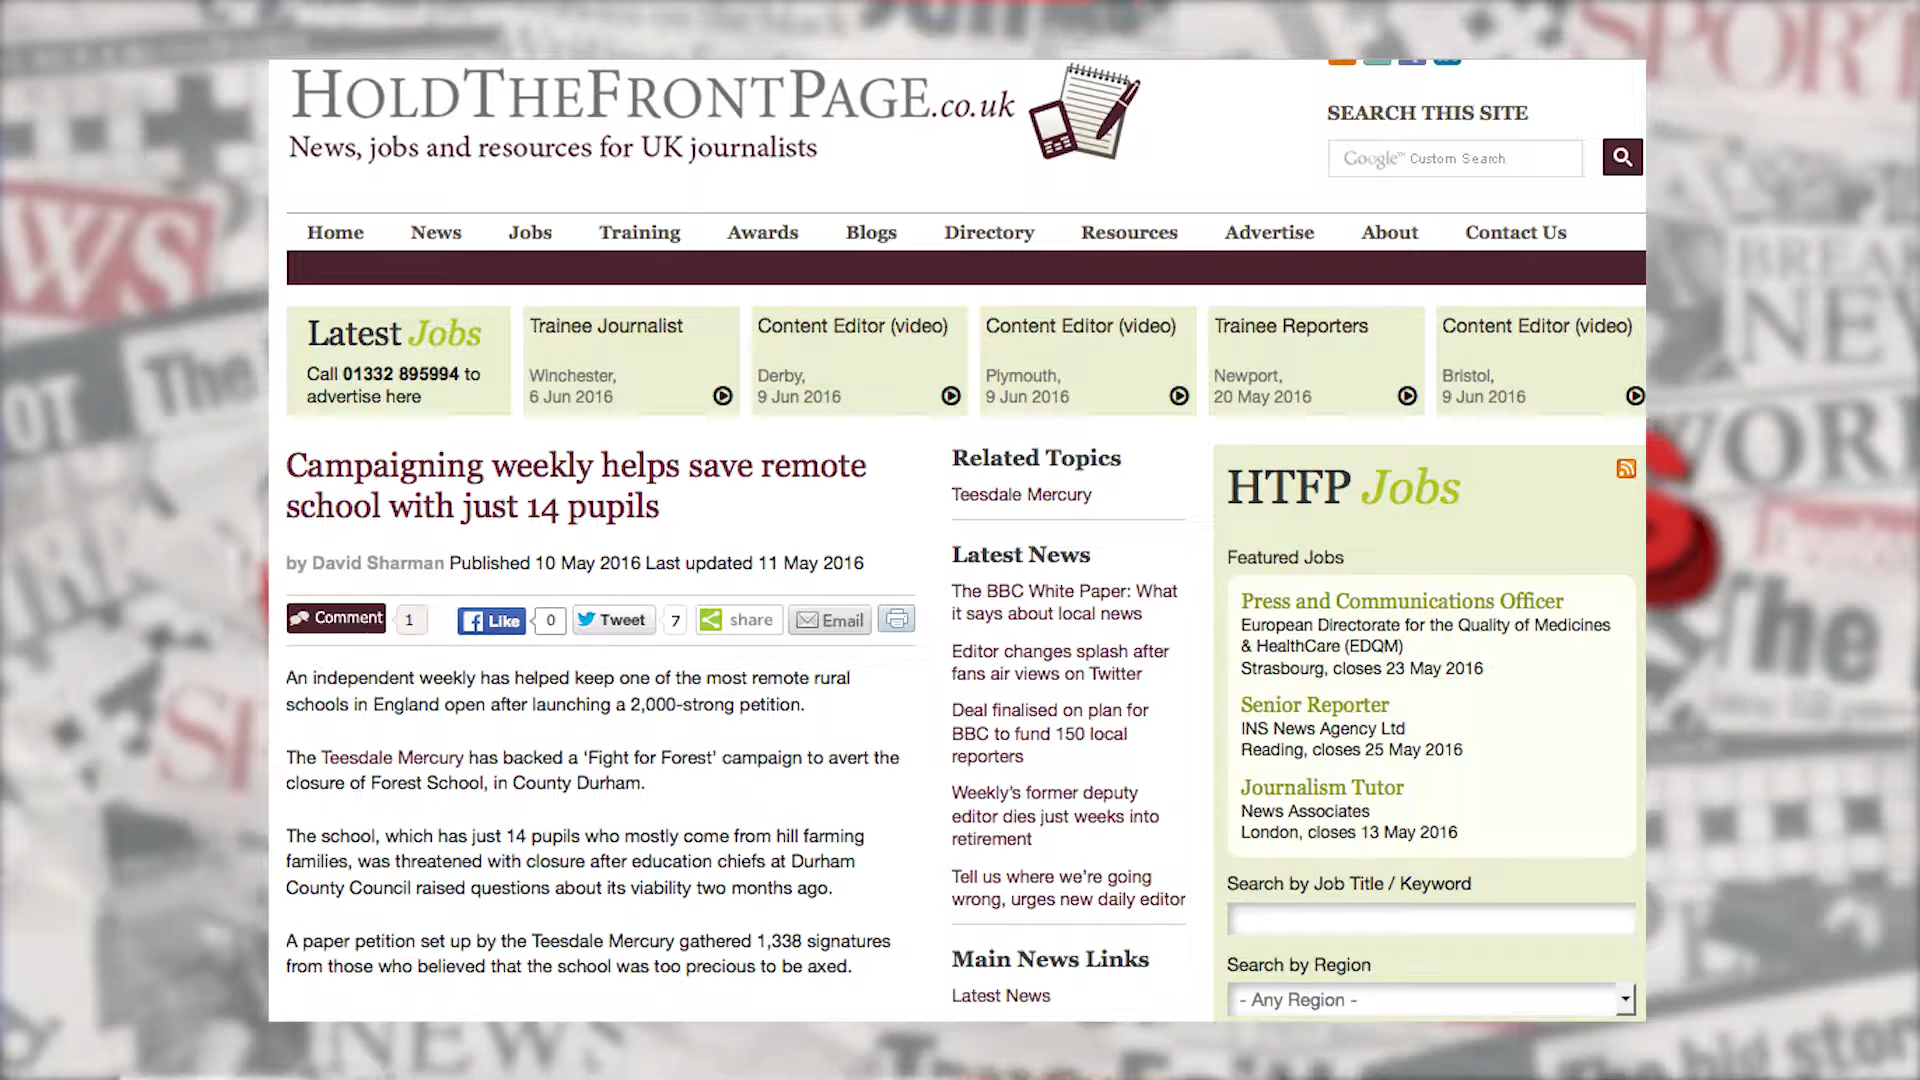 HOLDTHEFRONTPAGE.co.uk
News, jobs and resources for UK journalists
SEARCH THIS SITE
Google™ Custom Search
Home News Jobs Training Awards Blogs Directory Resources Advertise About Contact Us
Latest Jobs
Call 01332 895994 to
advertise here
Trainee Journalist
Winchester,
6 Jun 2016
Content Editor (video)
Derby,
9 Jun 2016
Content Editor (video)
Plymouth,
9 Jun 2016
Trainee Reporters
Newport,
20 May 2016
Content Editor (video)
Bristol,
9 Jun 2016
Campaigning weekly helps save remote
school with just 14 pupils
by David Sharman Published 10 May 2016 Last updated 11 May 2016
Comment 1 Like 0 Tweet 7 share Email
An independent weekly has helped keep one of the most remote rural
schools in England open after launching a 2,000-strong petition.
The Teesdale Mercury has backed a ‘Fight for Forest’ campaign to avert the
closure of Forest School, in County Durham.
The school, which has just 14 pupils who mostly come from hill farming
families, was threatened with closure after education chiefs at Durham
County Council raised questions about its viability two months ago.
A paper petition set up by the Teesdale Mercury gathered 1,338 signatures
from those who believed that the school was too precious to be axed.
Related Topics
Teesdale Mercury
Latest News
The BBC White Paper: What
it says about local news
Editor changes splash after
fans air views on Twitter
Deal finalised on plan for
BBC to fund 150 local
reporters
Weekly’s former deputy
editor dies just weeks into
retirement
Tell us where we’re going
wrong, urges new daily editor
Main News Links
Latest News
HTFP Jobs
Featured Jobs
Press and Communications Officer
European Directorate for the Quality of Medicines
& HealthCare (EDQM)
Strasbourg, closes 23 May 2016
Senior Reporter
INS News Agency Ltd
Reading, closes 25 May 2016
Journalism Tutor
News Associates
London, closes 13 May 2016
Search by Job Title / Keyword
Search by Region
- Any Region -
SPORT
BREAK
NEW
WS
The
WOR
the
The
NEWS
The big story